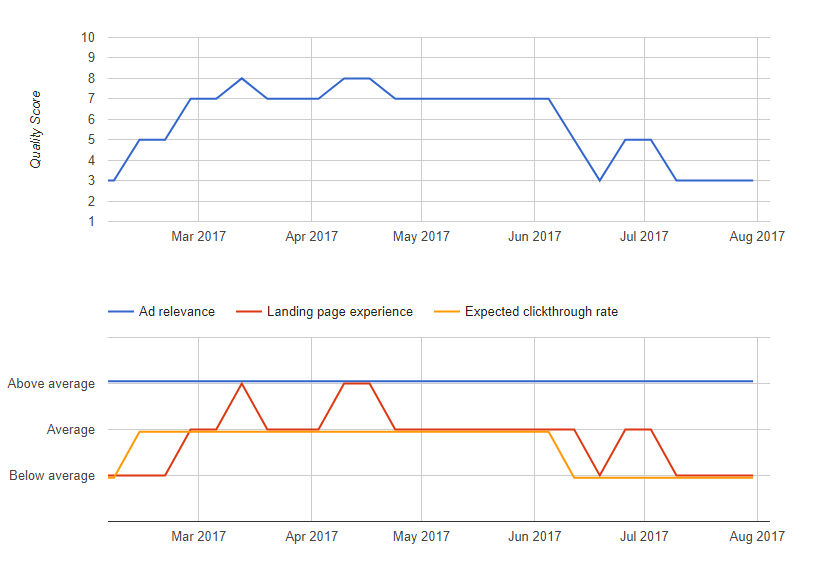 10
9
8
7
6
5
4
3
2
1
Quality Score
Mar 2017 Apr 2017 May 2017 Jun 2017 Jul 2017 Aug 2017
Ad relevance Landing page experience Expected clickthrough rate
Above average
Average
Below average
Mar 2017 Apr 2017 May 2017 Jun 2017 Jul 2017 Aug 2017